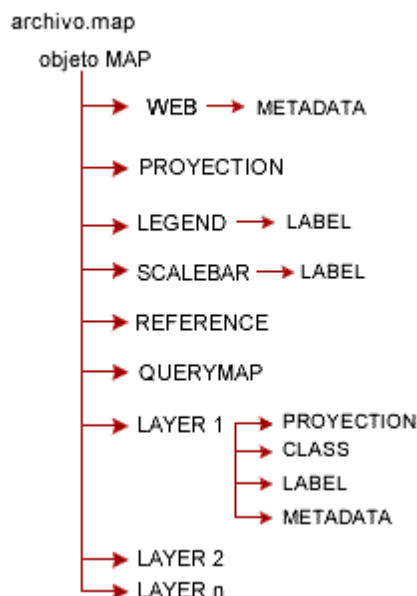 archivo.map
objeto MAP
WEB METADATA
PROYECTION
LEGEND LABEL
SCALEBAR LABEL
REFERENCE
QUERYMAP
LAYER 1 PROYECTION
CLASS
LABEL
METADATA
LAYER 2
LAYER n